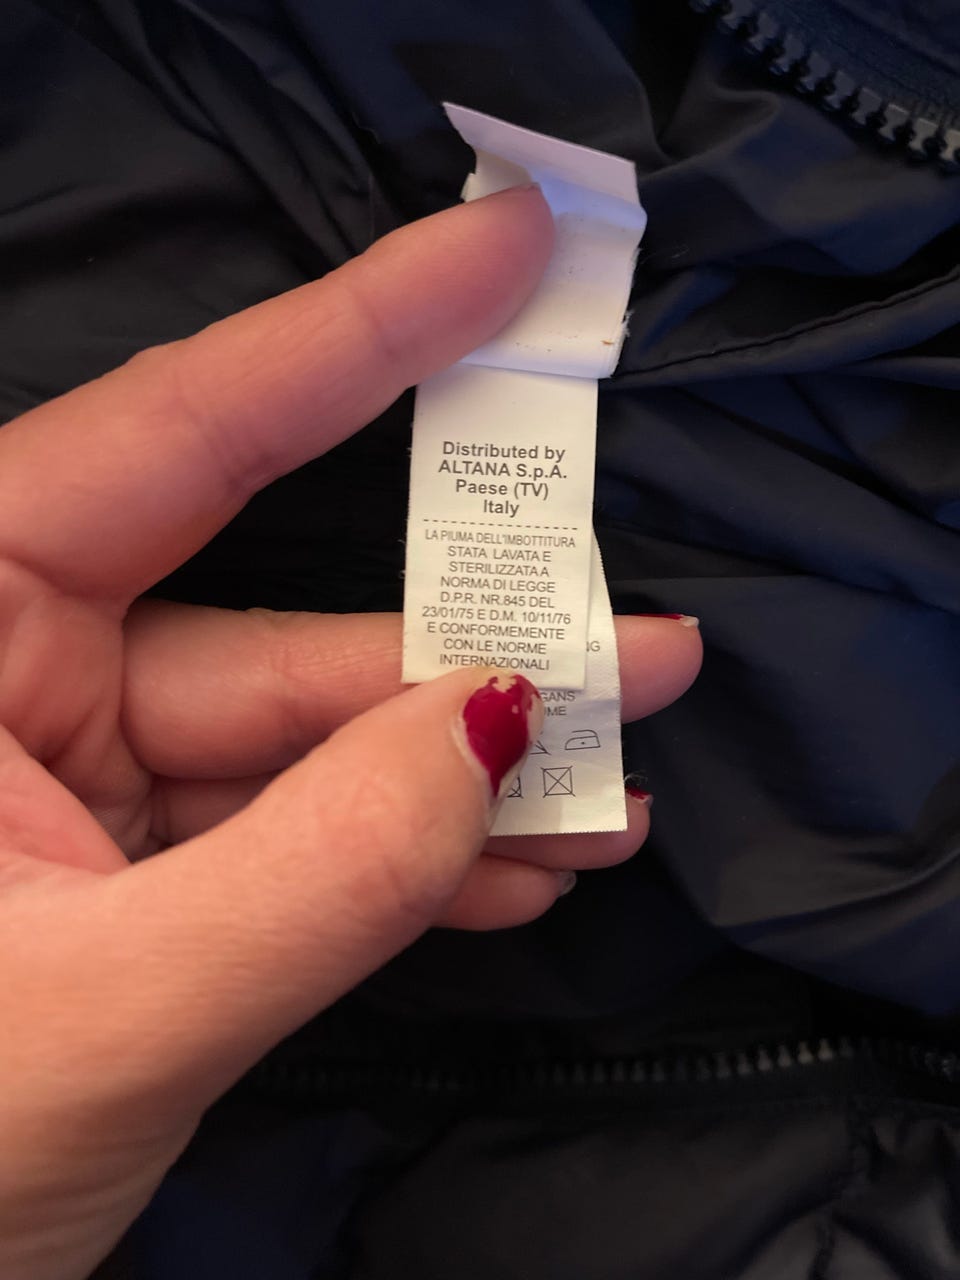 Distributed by
ALTANA S.p.A.
Paese (TV)
Italy
LA PIUMA DELL'IMBOTTITURA
STATA LAVATA E
STERILIZZATA A
NORMA DI LEGGE
D.P.R. NR.845 DEL
23/01/75 E D.M. 10/11/76
E CONFORMEMENTE
CON LE NORME
INTERNAZIONALI